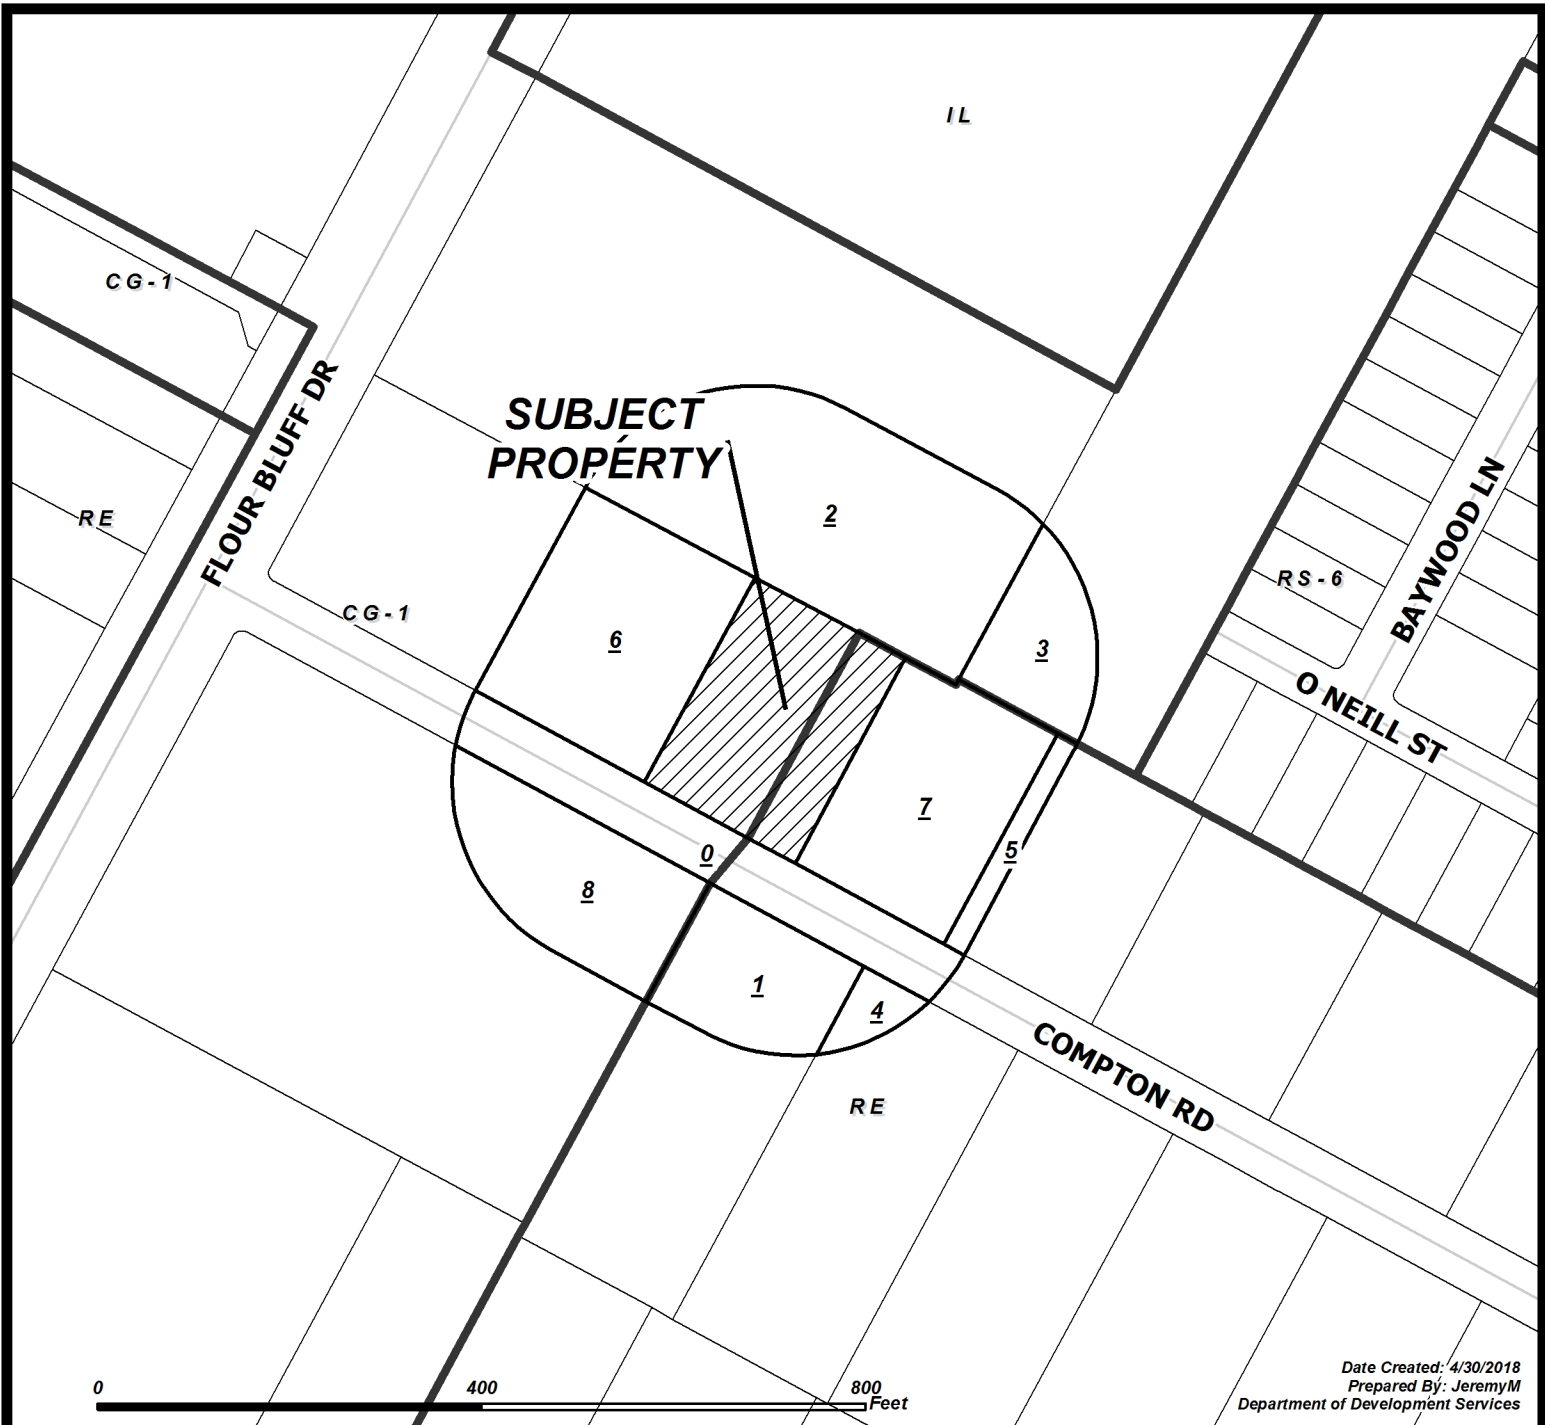 IL
CG-1
SUBJECT
PROPERTY
FLOUR BLUFF DR
2
RE
BAYWOOD LN
RS-6
CG-1
6
3
O NEILL ST
7
0
5
8
1
4
COMPTON RD
RE
Date Created: 4/30/2018
0 400 800
Prepared By: JeremyM
Feet
Department of Development Services